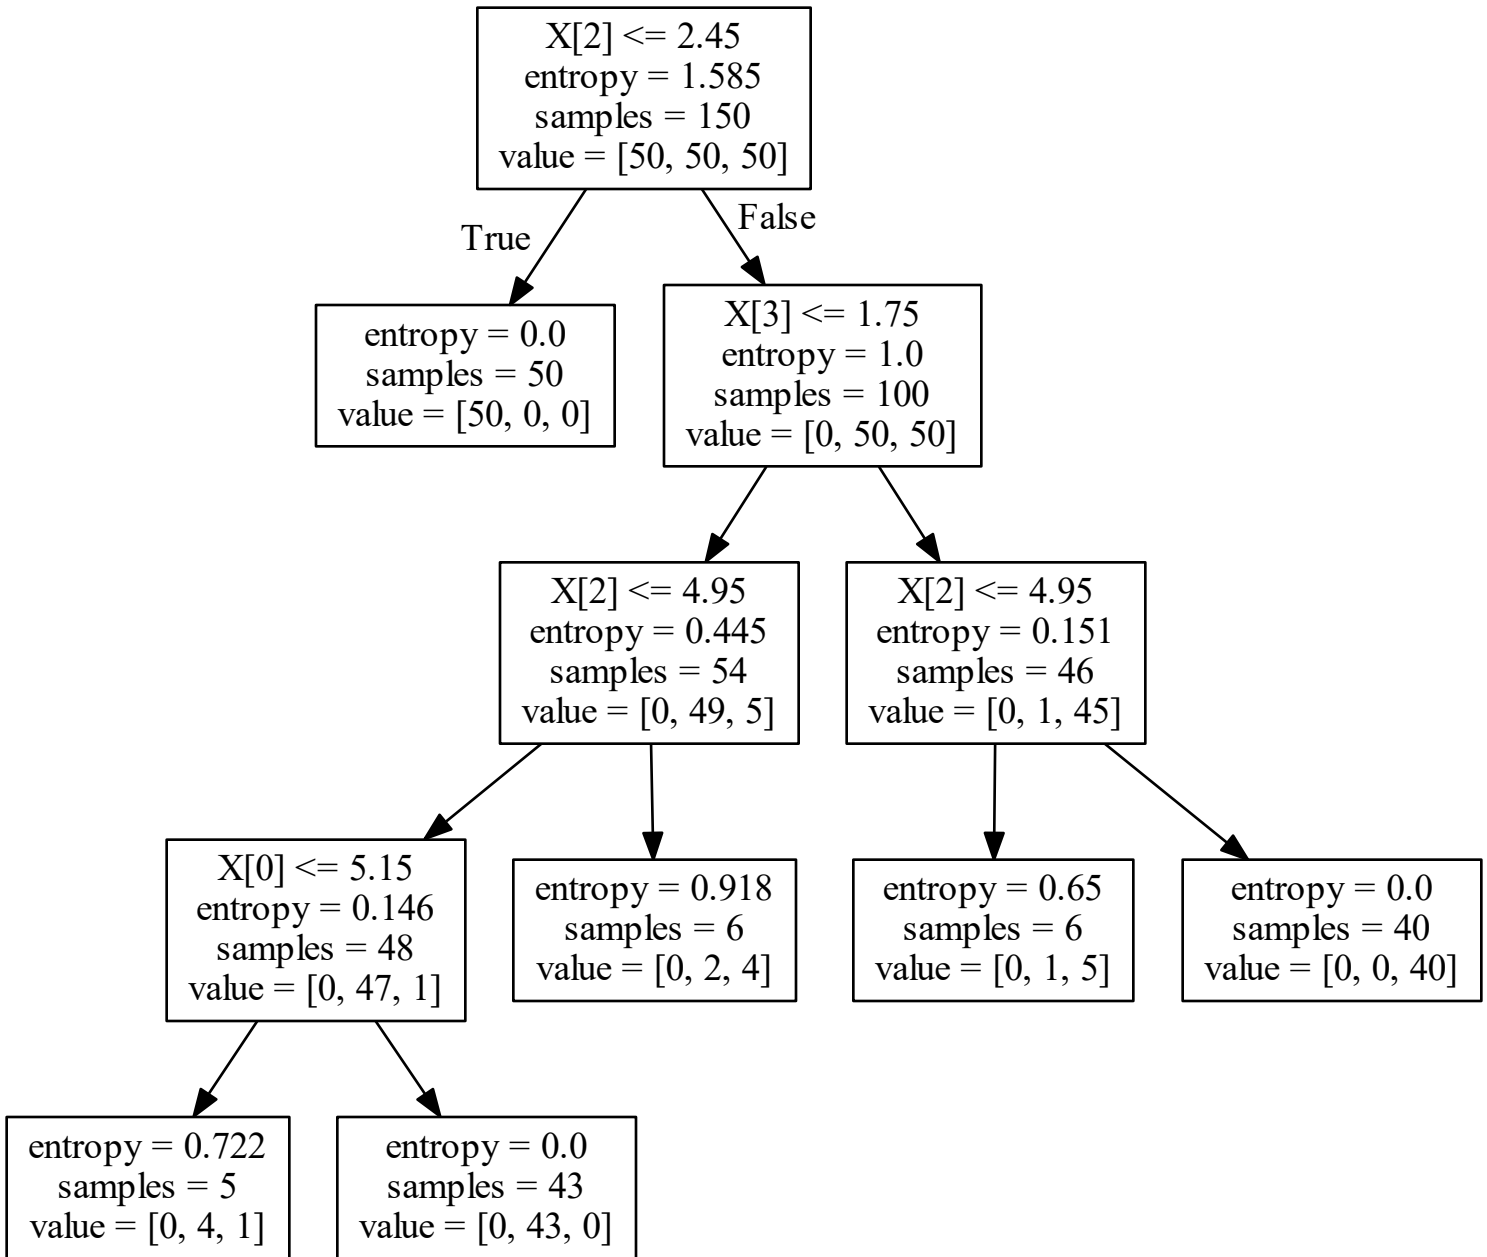 X[2] <= 2.45
entropy = 1.585
samples = 150
value = [50, 50, 50]
True
False
entropy = 0.0
samples = 50
value = [50, 0, 0]
X[3] <= 1.75
entropy = 1.0
samples = 100
value = [0, 50, 50]
X[2] <= 4.95
entropy = 0.445
samples = 54
value = [0, 49, 5]
X[2] <= 4.95
entropy = 0.151
samples = 46
value = [0, 1, 45]
X[0] <= 5.15
entropy = 0.146
samples = 48
value = [0, 47, 1]
entropy = 0.918
samples = 6
value = [0, 2, 4]
entropy = 0.65
samples = 6
value = [0, 1, 5]
entropy = 0.0
samples = 40
value = [0, 0, 40]
entropy = 0.722
samples = 5
value = [0, 4, 1]
entropy = 0.0
samples = 43
value = [0, 43, 0]